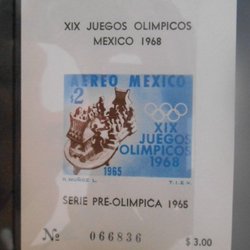 XIX JUEGOS OLIMPICOS
MEXICO 1968
AEREO MEXICO
$2
XIX
JUEGOS
OLIMPICOS
1968
1965
R. MUÑOZ L.
T.I.E.V.
SERIE PRE-OLIMPICA 1965
Nº 066836
$ 3.00